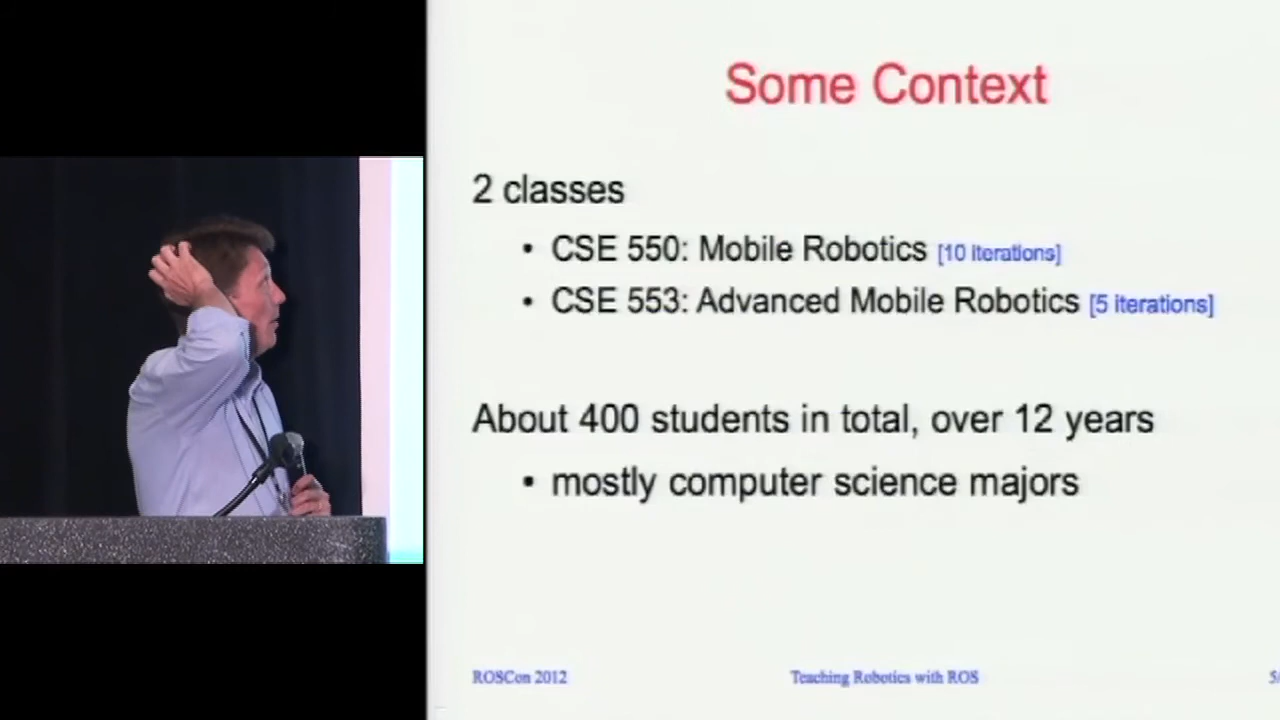 Some Context
2 classes
• CSE 550: Mobile Robotics [10 iterations]
• CSE 553: Advanced Mobile Robotics [5 iterations]
About 400 students in total, over 12 years
• mostly computer science majors
ROSCon 2012 Teaching Robotics with ROS 5/